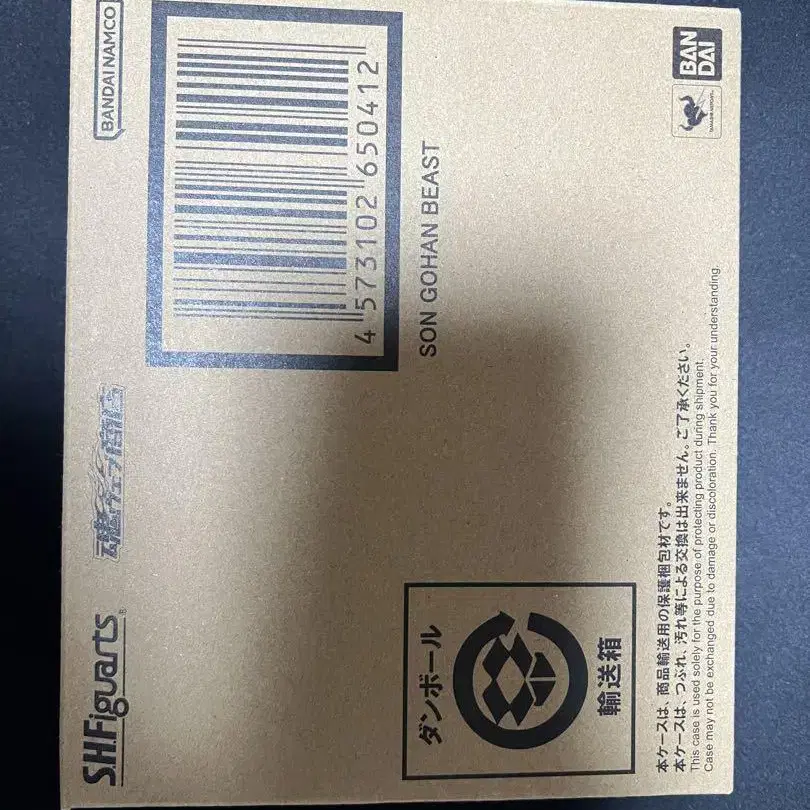 S.H.Figuarts
魂ウェブ商店
BANDAI NAMCO
4 573102 650412
SON GOHAN BEAST
BAN
DAI
ダンボール
輸送箱
本ケースは、商品輸送用の保護梱包材です。
本ケースは、つぶれ、汚れ等による交換は出来ません。ご了承ください。
This case is used solely for the purpose of protecting product during shipment.
Case may not be exchanged due to damage or discoloration. Thank you for your understanding.